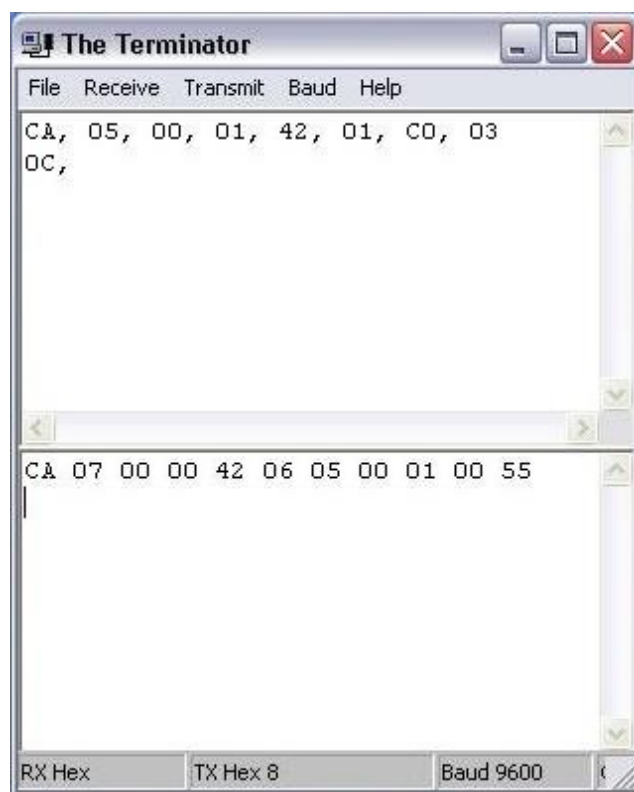 The Terminator
File Receive Transmit Baud Help
CA, 05, 00, 01, 42, 01, C0, 03
0C,
CA 07 00 00 42 06 05 00 01 00 55
RX Hex TX Hex 8 Baud 9600